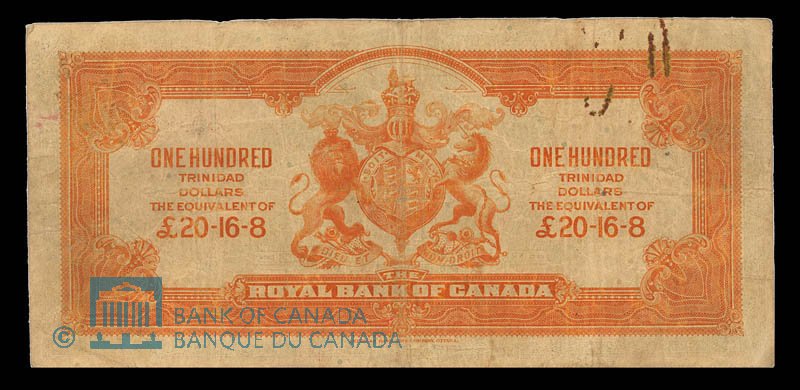 ONE HUNDRED
TRINIDAD
DOLLARS
THE EQUIVALENT OF
£20-16-8
ONE HUNDRED
TRINIDAD
DOLLARS
THE EQUIVALENT OF
£20-16-8
DIEU ET MON DROIT
THE
ROYAL BANK OF CANADA
© BANK OF CANADA
BANQUE DU CANADA